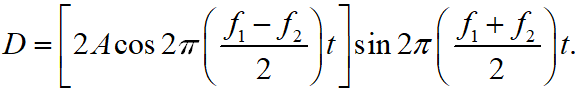 D = [2A cos 2π((f₁ − f₂)/2)t] sin 2π((f₁ + f₂)/2)t.